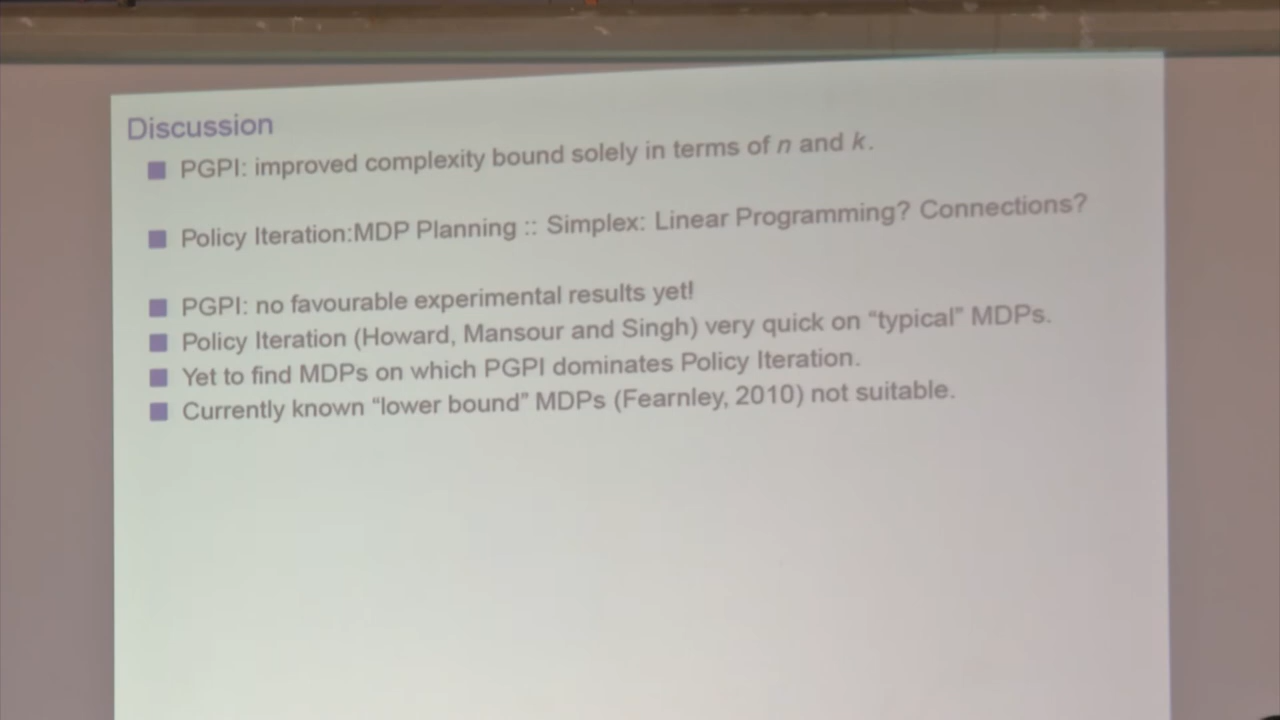 Discussion
PGPI: improved complexity bound solely in terms of n and k.
Policy Iteration:MDP Planning :: Simplex: Linear Programming? Connections?
PGPI: no favourable experimental results yet!
Policy Iteration (Howard, Mansour and Singh) very quick on “typical” MDPs.
Yet to find MDPs on which PGPI dominates Policy Iteration.
Currently known “lower bound” MDPs (Fearnley, 2010) not suitable.